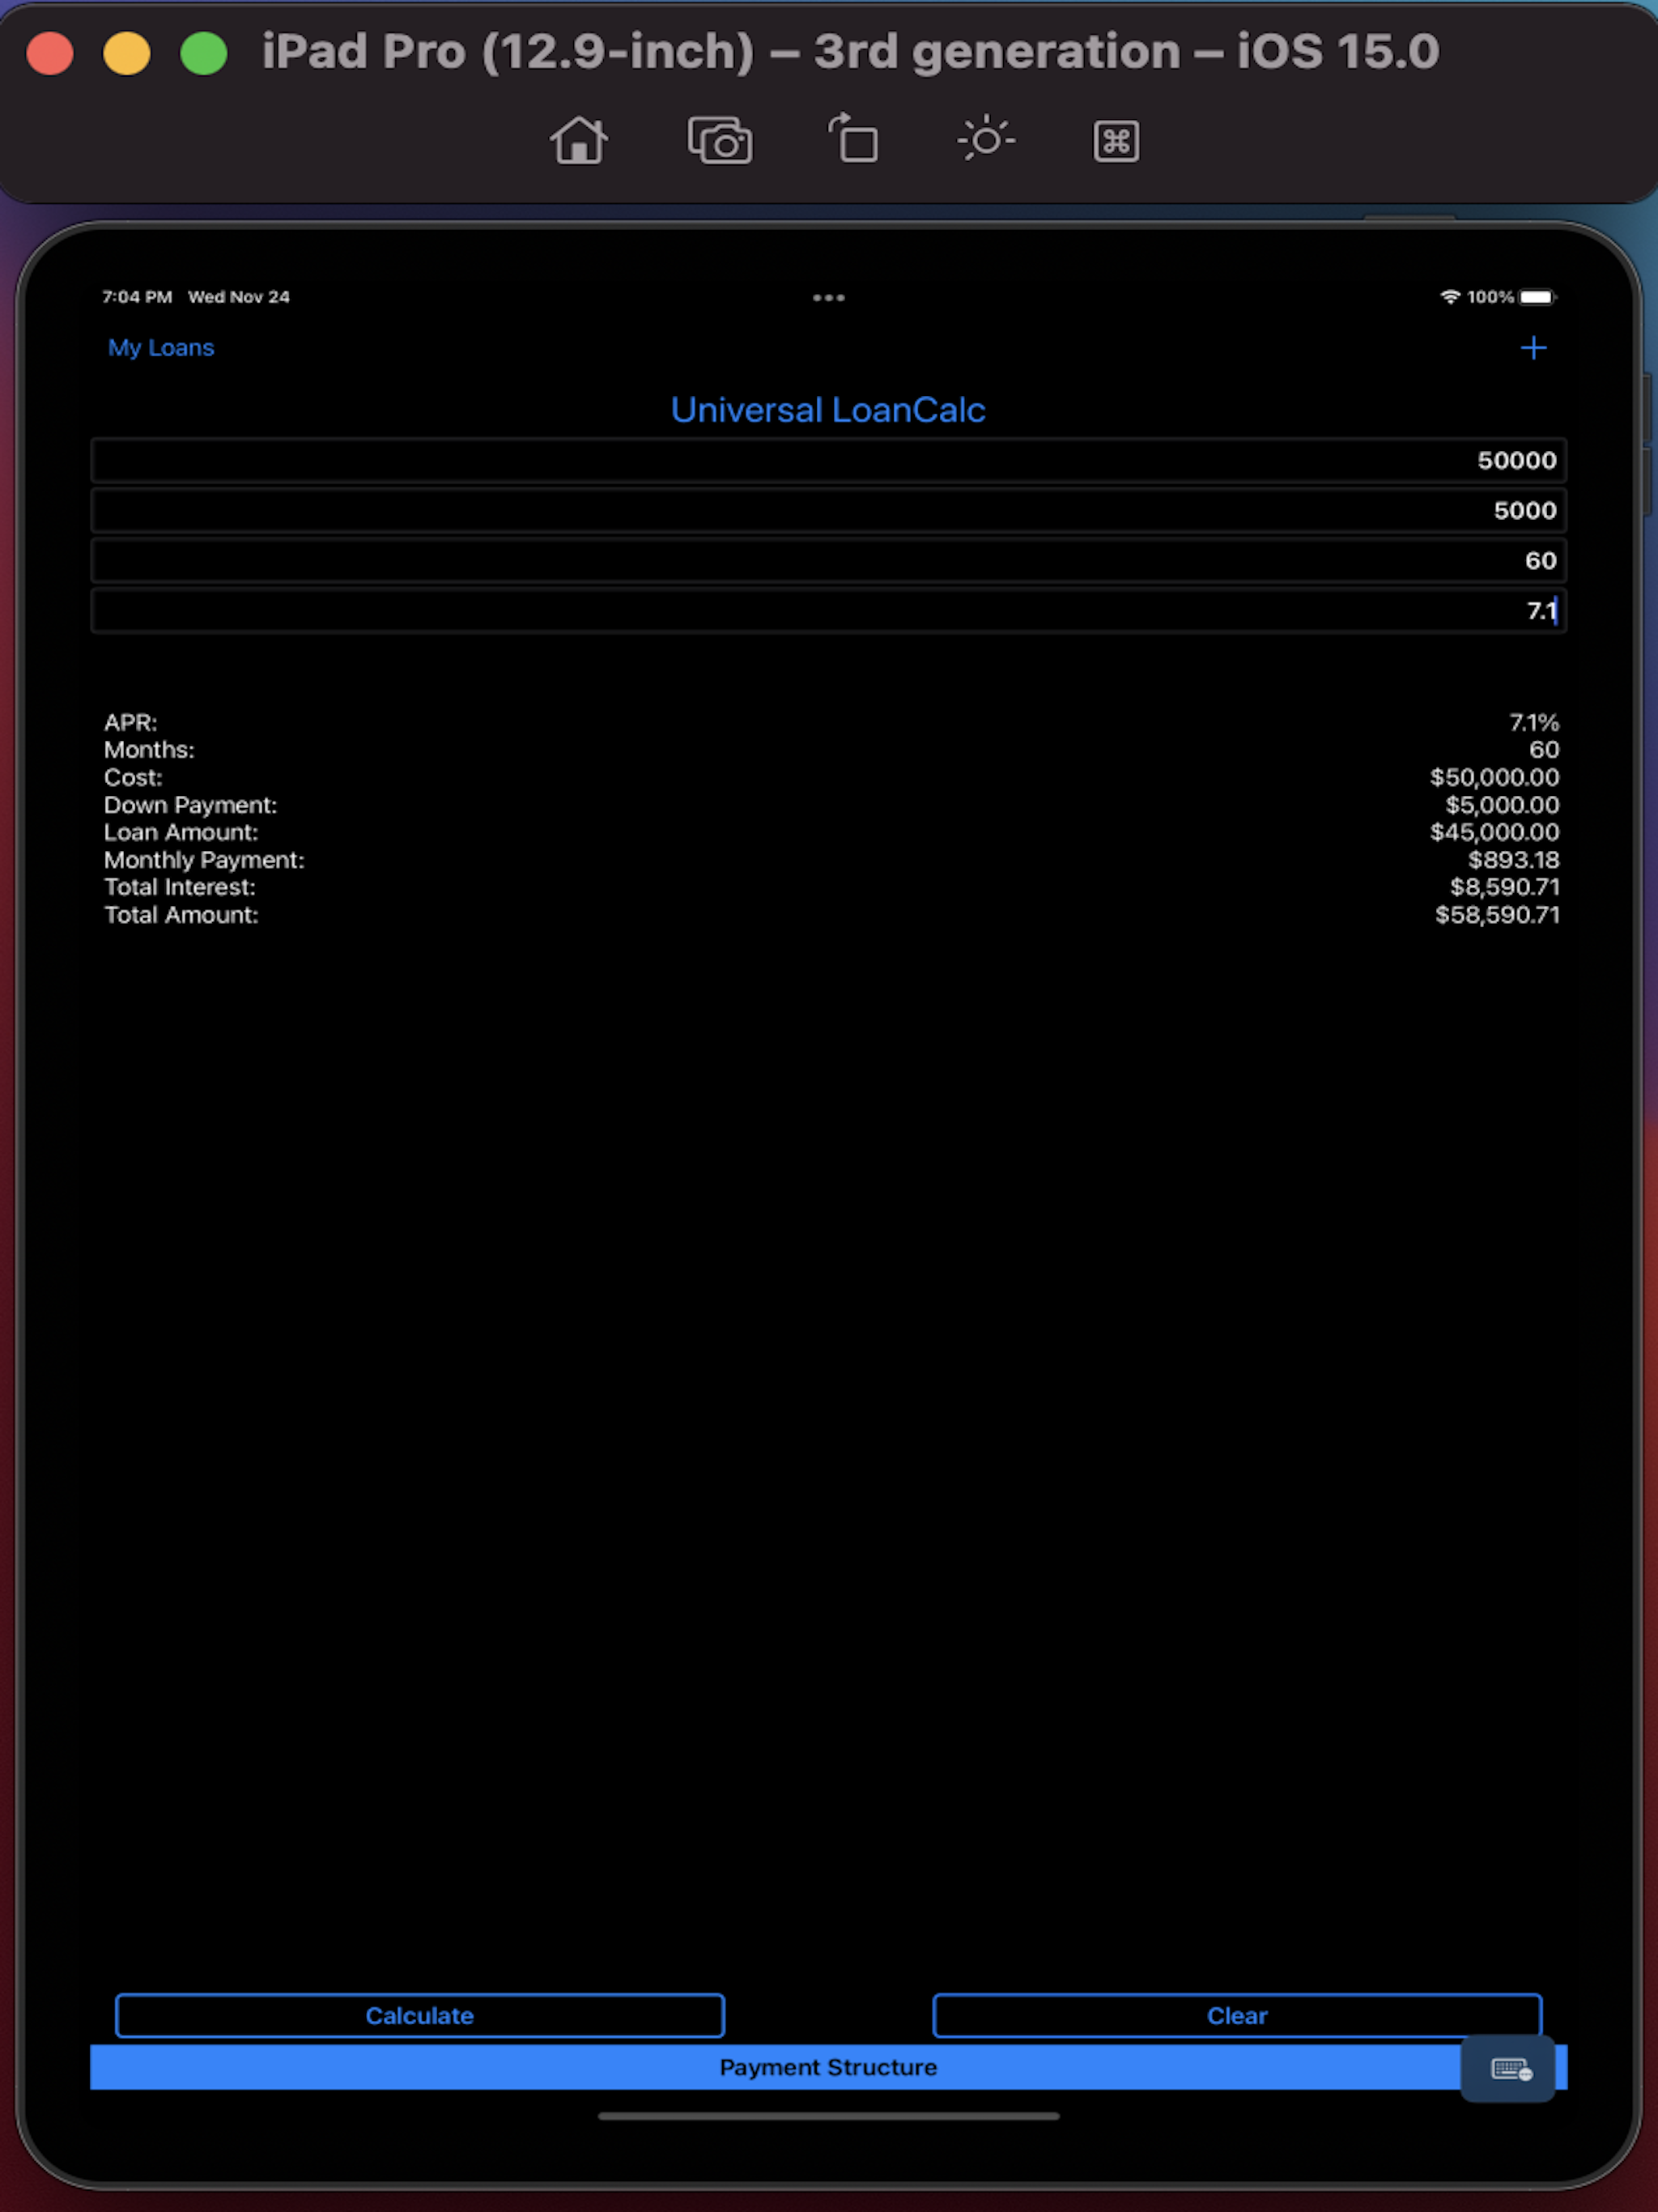 iPad Pro (12.9-inch) – 3rd generation – iOS 15.0
7:04 PM Wed Nov 24 100%
My Loans +
Universal LoanCalc
50000
5000
60
7.1
APR: 7.1%
Months: 60
Cost: $50,000.00
Down Payment: $5,000.00
Loan Amount: $45,000.00
Monthly Payment: $893.18
Total Interest: $8,590.71
Total Amount: $58,590.71
Calculate Clear
Payment Structure